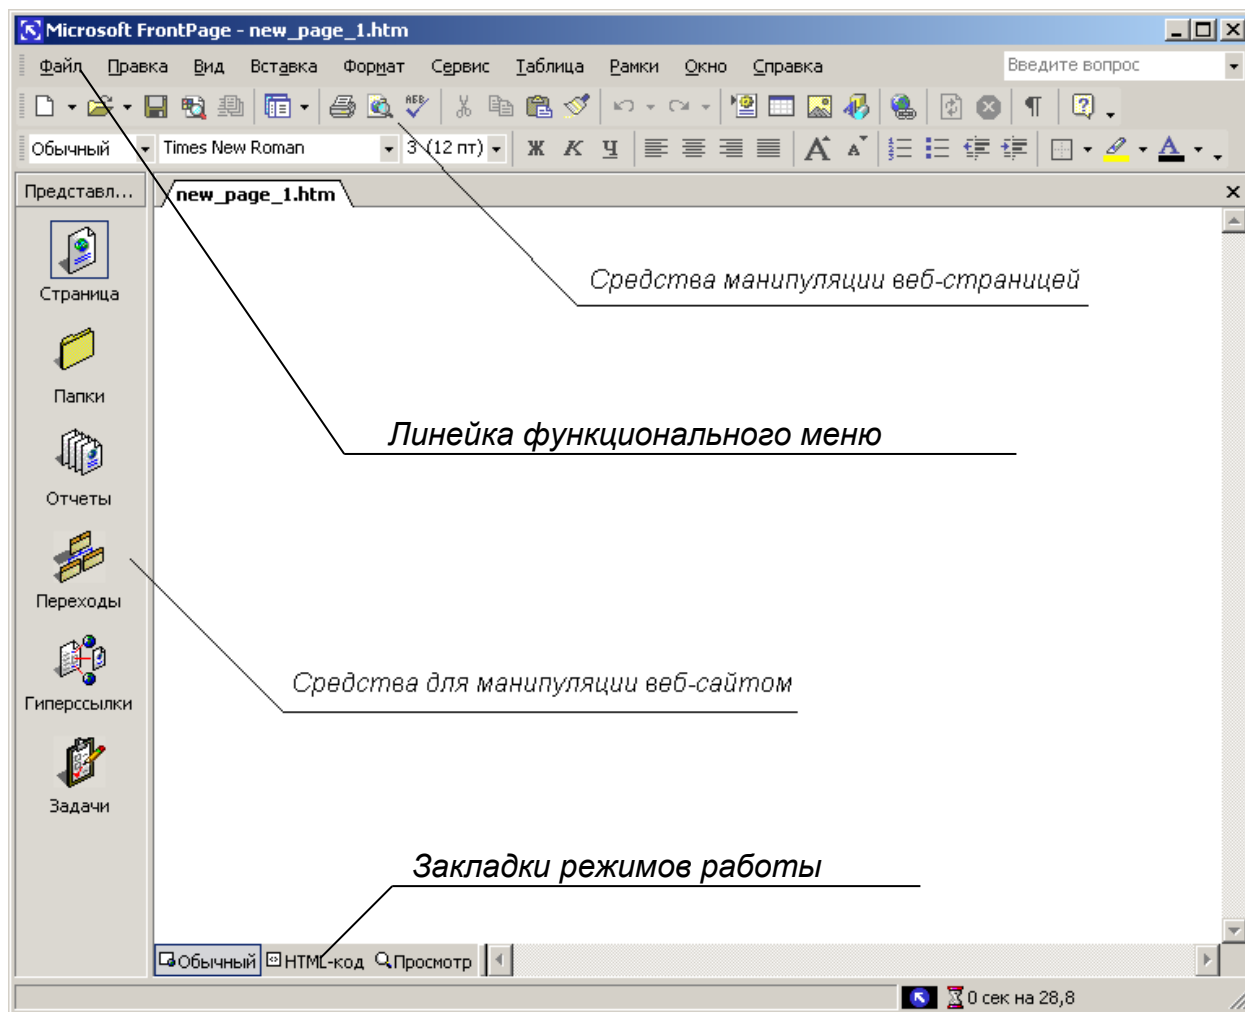 Microsoft FrontPage - new_page_1.htm
Файл Правка Вид Вставка Формат Сервис Таблица Рамки Окно Справка Введите вопрос
Обычный Times New Roman 3 (12 пт) Ж К Ч А А А
Представл... new_page_1.htm
Страница
Средства манипуляции веб-страницей
Папки
Линейка функционального меню
Отчеты
Переходы
Средства для манипуляции веб-сайтом
Гиперссылки
Задачи
Закладки режимов работы
Обычный HTML-код Просмотр
0 сек на 28,8